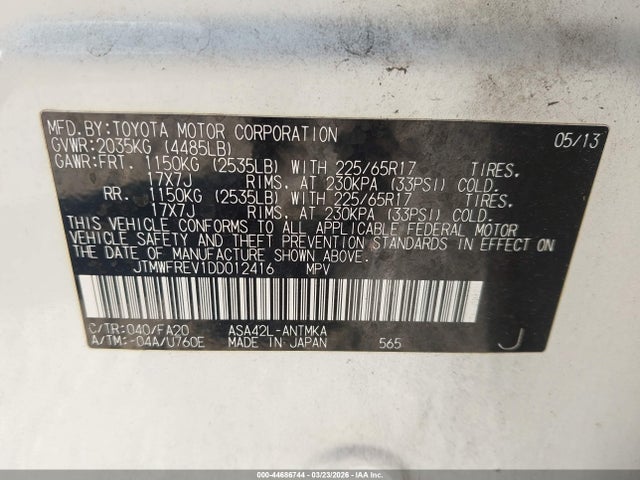 MFD.BY:TOYOTA MOTOR CORPORATION 05/13
GVWR:2035KG (4485LB)
GAWR:FRT. 1150KG (2535LB) WITH 225/65R17 TIRES.
17X7J RIMS. AT 230KPA (33PSI) COLD.
RR. 1150KG (2535LB) WITH 225/65R17 TIRES.
17X7J RIMS. AT 230KPA (33PSI) COLD.
THIS VEHICLE CONFORMS TO ALL APPLICABLE FEDERAL MOTOR
VEHICLE SAFETY AND THEFT PREVENTION STANDARDS IN EFFECT ON
THE DATE OF MANUFACTURE SHOWN ABOVE.
JTMWFREV1DD012416 MPV
C/TR:040/FA20 ASA42L-ANTMKA
A/TM:-04A/U760E MADE IN JAPAN 565 J
000-44686744 | 03/23/2026 - IAA Inc.